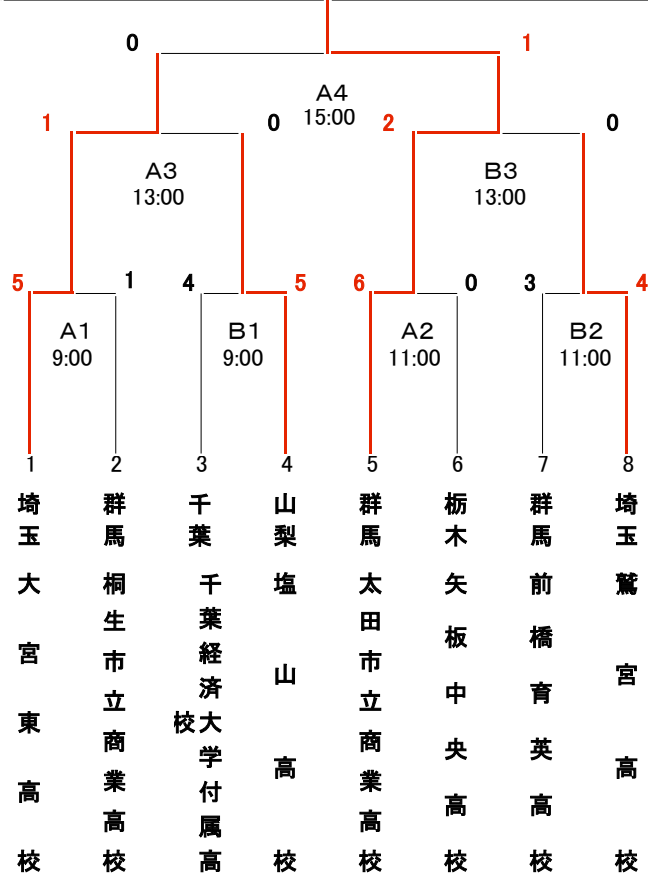 0
1
A4
15:00
1
0
2
0
A3
13:00
B3
13:00
5
1
4
5
6
0
3
4
A1
9:00
B1
9:00
A2
11:00
B2
11:00
1
2
3
4
5
6
7
8
埼玉
大宮東高校
群馬
桐生市立商業高校
千葉
千葉経済大学付属高校
山梨
塩山高校
群馬
太田市立商業高校
栃木
矢板中央高校
群馬
前橋育英高校
埼玉
鷲宮高校